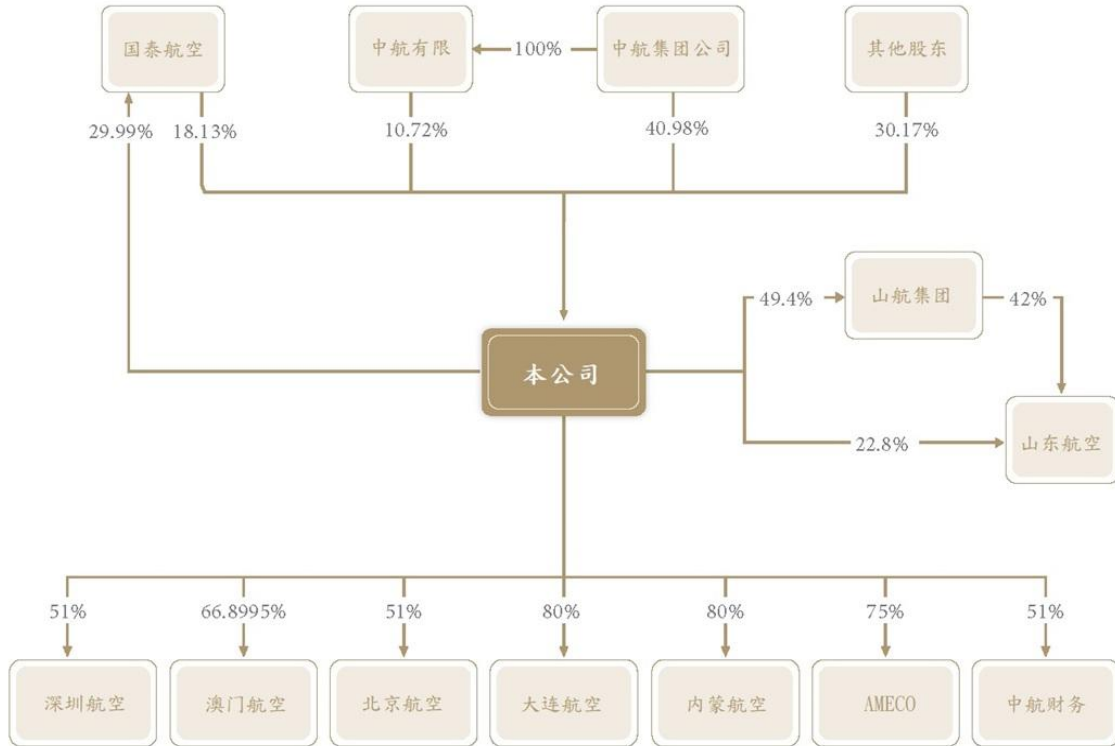 国泰航空
中航有限
100%
中航集团公司
其他股东
29.99%
18.13%
10.72%
40.98%
30.17%
49.4%
山航集团
42%
本公司
22.8%
山东航空
51%
66.8995%
51%
80%
80%
75%
51%
深圳航空
澳门航空
北京航空
大连航空
内蒙航空
AMECO
中航财务